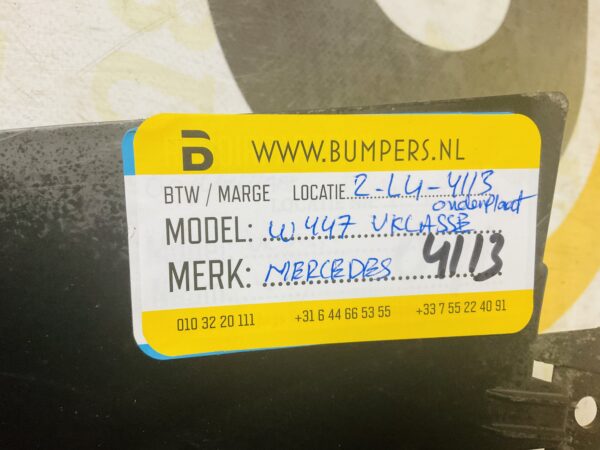 B WWW.BUMPERS.NL
BTW / MARGE LOCATIE 2-L4-4113
onderplaat
MODEL: W447 VKLASSE
MERK: MERCEDES 4113
010 32 20 111 +31 6 44 66 53 55 +33 7 55 22 40 91